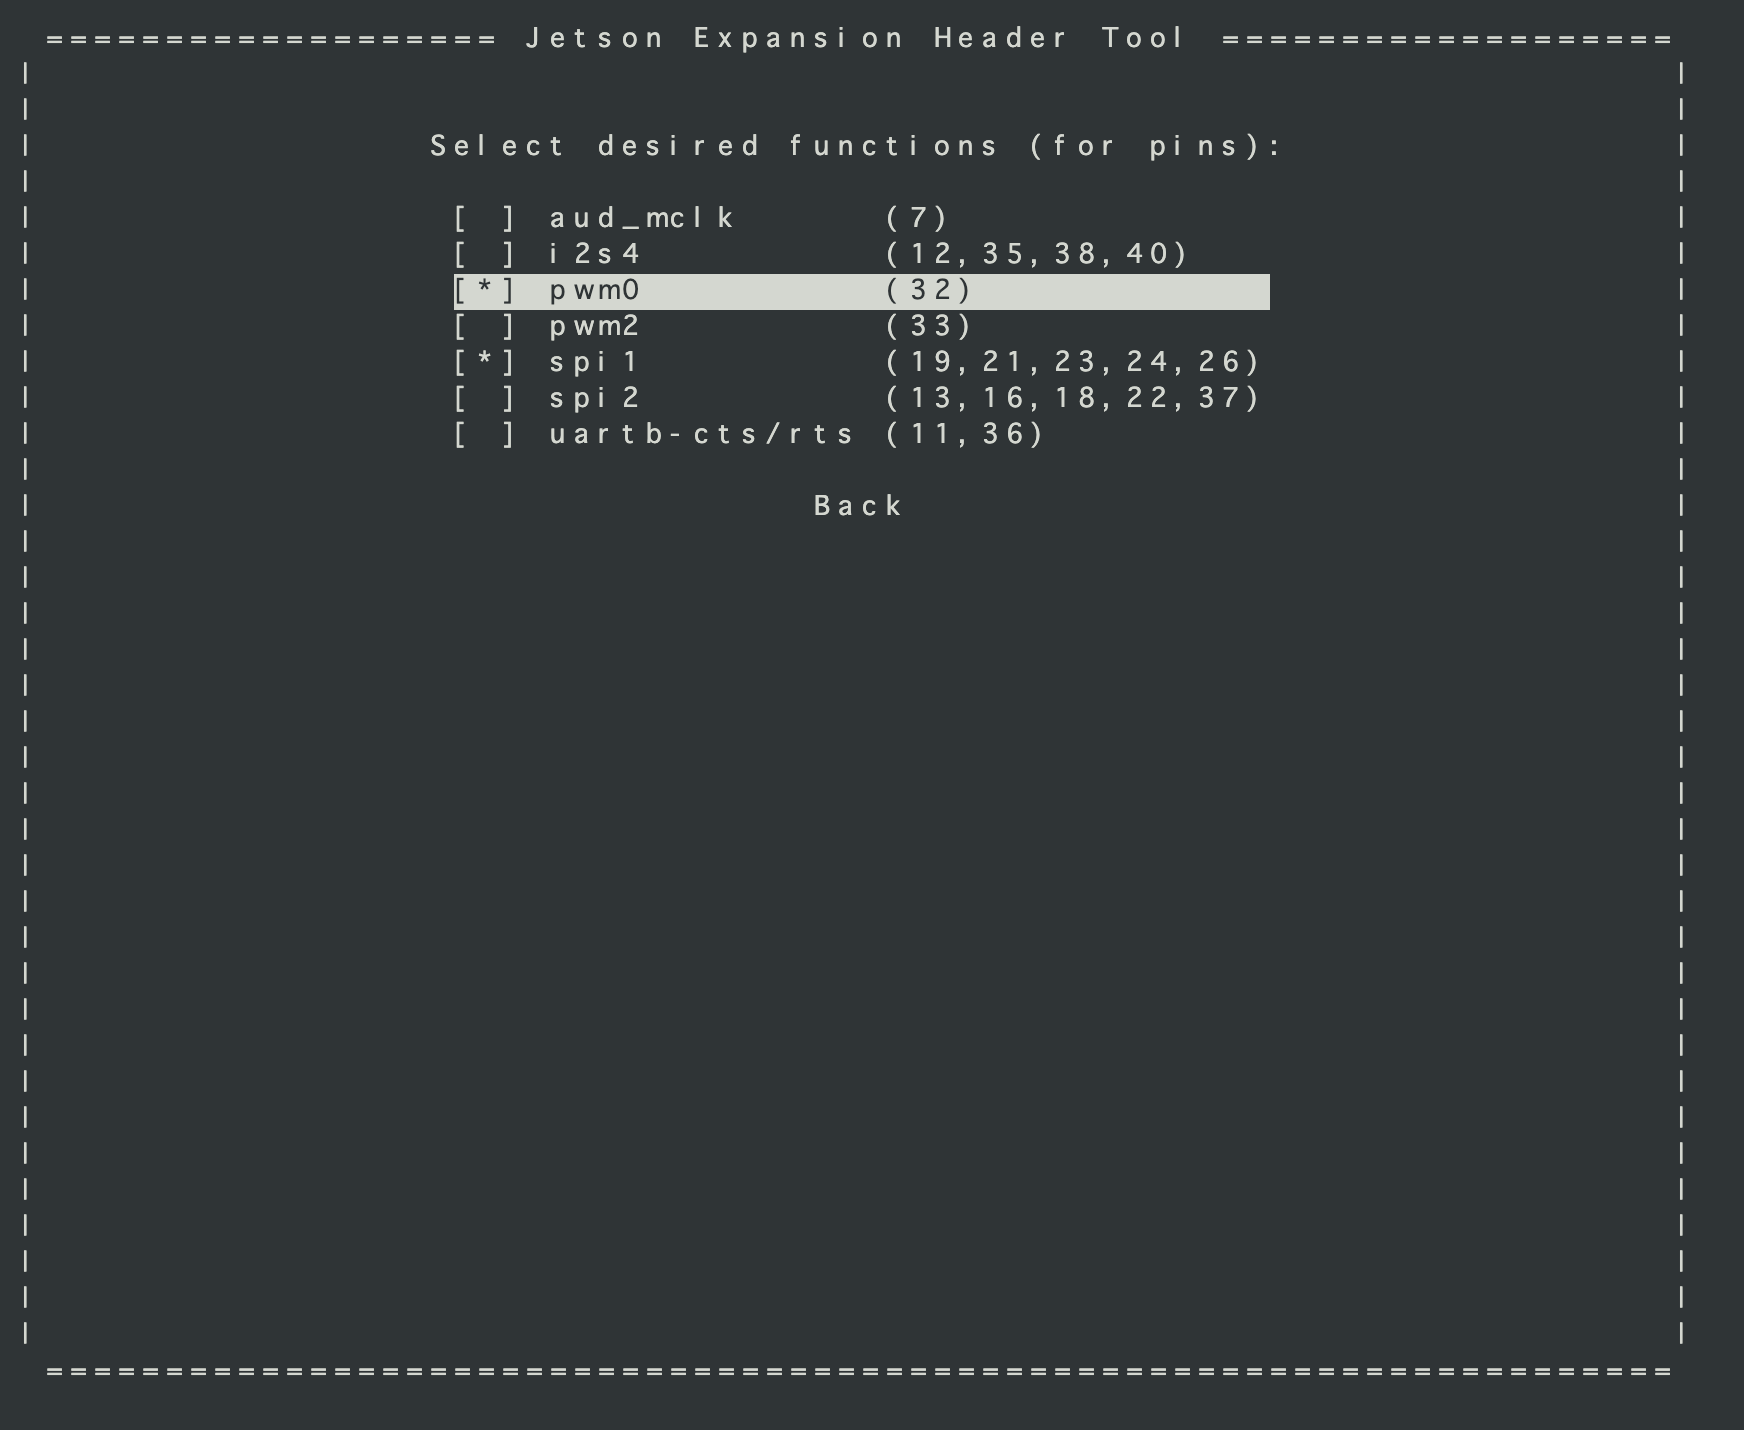 =================== Jetson Expansion Header Tool ===================
Select desired functions (for pins):
[ ] aud_mclk (7)
[ ] i2s4 (12,35,38,40)
[*] pwm0 (32)
[ ] pwm2 (33)
[*] spi1 (19,21,23,24,26)
[ ] spi2 (13,16,18,22,37)
[ ] uartb-cts/rts (11,36)
Back
====================================================================